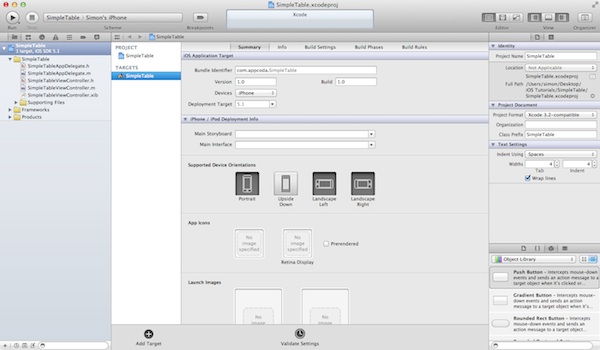 SimpleTable.xcodeproj
SimpleTable Simon's iPhone
Xcode
Run Stop Scheme Breakpoints Editor View Organizer
SimpleTable
SimpleTable
1 target, iOS SDK 5.1
SimpleTable
SimpleTableAppDelegate.h
SimpleTableAppDelegate.m
SimpleTableViewController.h
SimpleTableViewController.m
SimpleTableViewController.xib
Supporting Files
Frameworks
Products
PROJECT
SimpleTable
TARGETS
SimpleTable
Summary Info Build Settings Build Phases Build Rules
iOS Application Target
Bundle Identifier com.appcoda.SimpleTable
Version 1.0 Build 1.0
Devices iPhone
Deployment Target 5.1
iPhone / iPod Deployment Info
Main Storyboard
Main Interface
Supported Device Orientations
Portrait
Upside Down
Landscape Left
Landscape Right
App Icons
No image specified
No image specified
Prerendered
Retina Display
Launch Images
No image
No image
Add Target
Validate Settings
Identity
Project Name SimpleTable
Location Not Applicable
SimpleTable.xcodeproj
Full Path /Users/simon/Desktop/
iOS Tutorials/SimpleTable/
SimpleTable.xcodeproj
Project Document
Project Format Xcode 3.2-compatible
Organization
Class Prefix SimpleTable
Text Settings
Indent Using Spaces
Widths 4 4
Tab Indent
Wrap lines
Object Library
Push Button - Intercepts mouse-down events and sends an action message to a target object when it's clicked or...
Gradient Button - Intercepts mouse-down events and sends an action message to a target object when it's...
Rounded Rect Button - Intercepts mouse-down events and sends an action message to a target object...